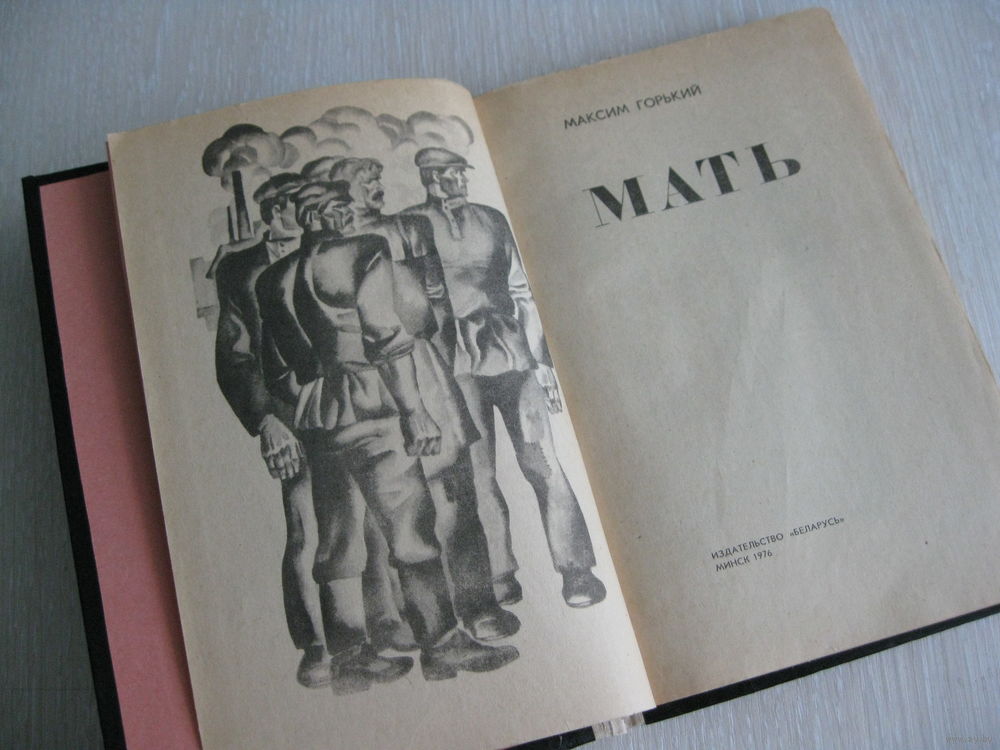 МАКСИМ ГОРЬКИЙ
МАТЬ
ИЗДАТЕЛЬСТВО «БЕЛАРУСЬ»
МИНСК 1976